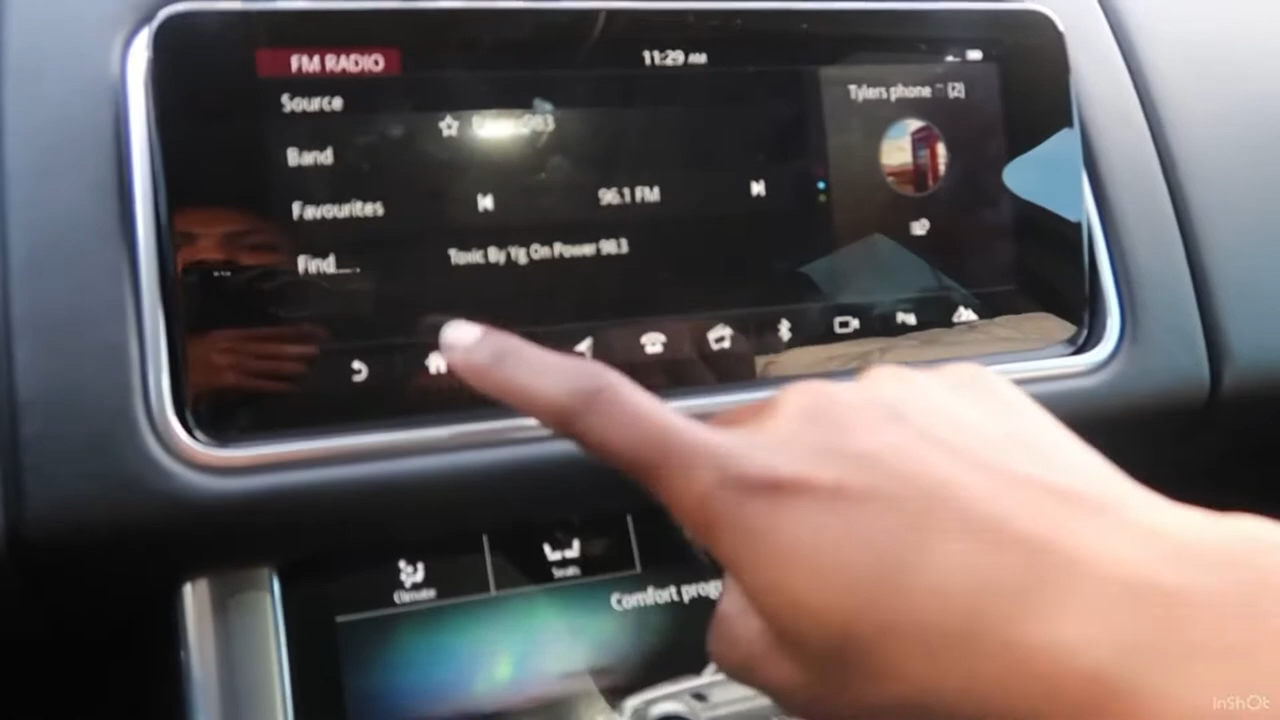 FM RADIO
11:29 AM
Source
Tylers phone (2)
Band
96.1 FM
Favourites
Toxic By Yg On Power 98.3
Find....
Climate
Seats
Comfort prog
InShOt